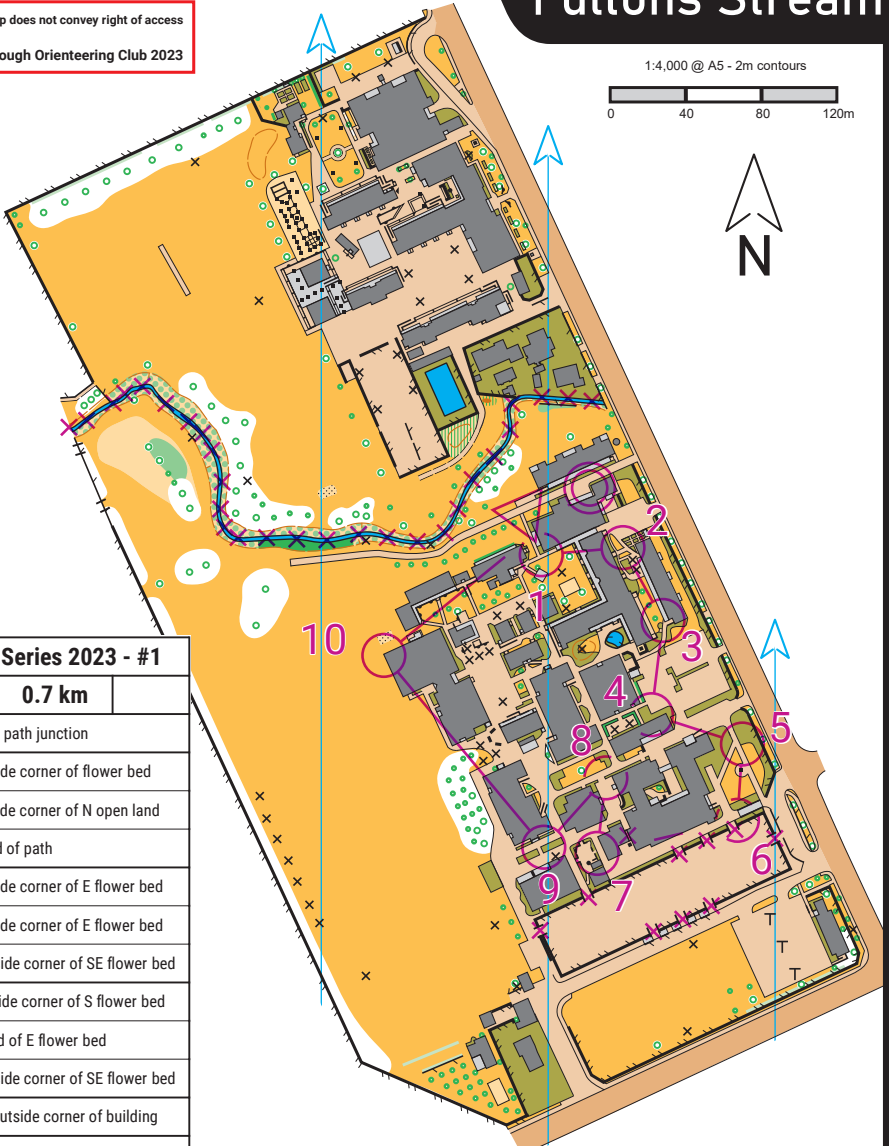 p does not convey right of access
ough Orienteering Club 2023
Fultons Stream
1:4,000 @ A5 - 2m contours
0 40 80 120m
N
2
1
10
3
4
5
8
6
9
7
Series 2023 - #1
0.7 km
path junction
de corner of flower bed
de corner of N open land
d of path
de corner of E flower bed
de corner of E flower bed
ide corner of SE flower bed
ide corner of S flower bed
d of E flower bed
ide corner of SE flower bed
utside corner of building